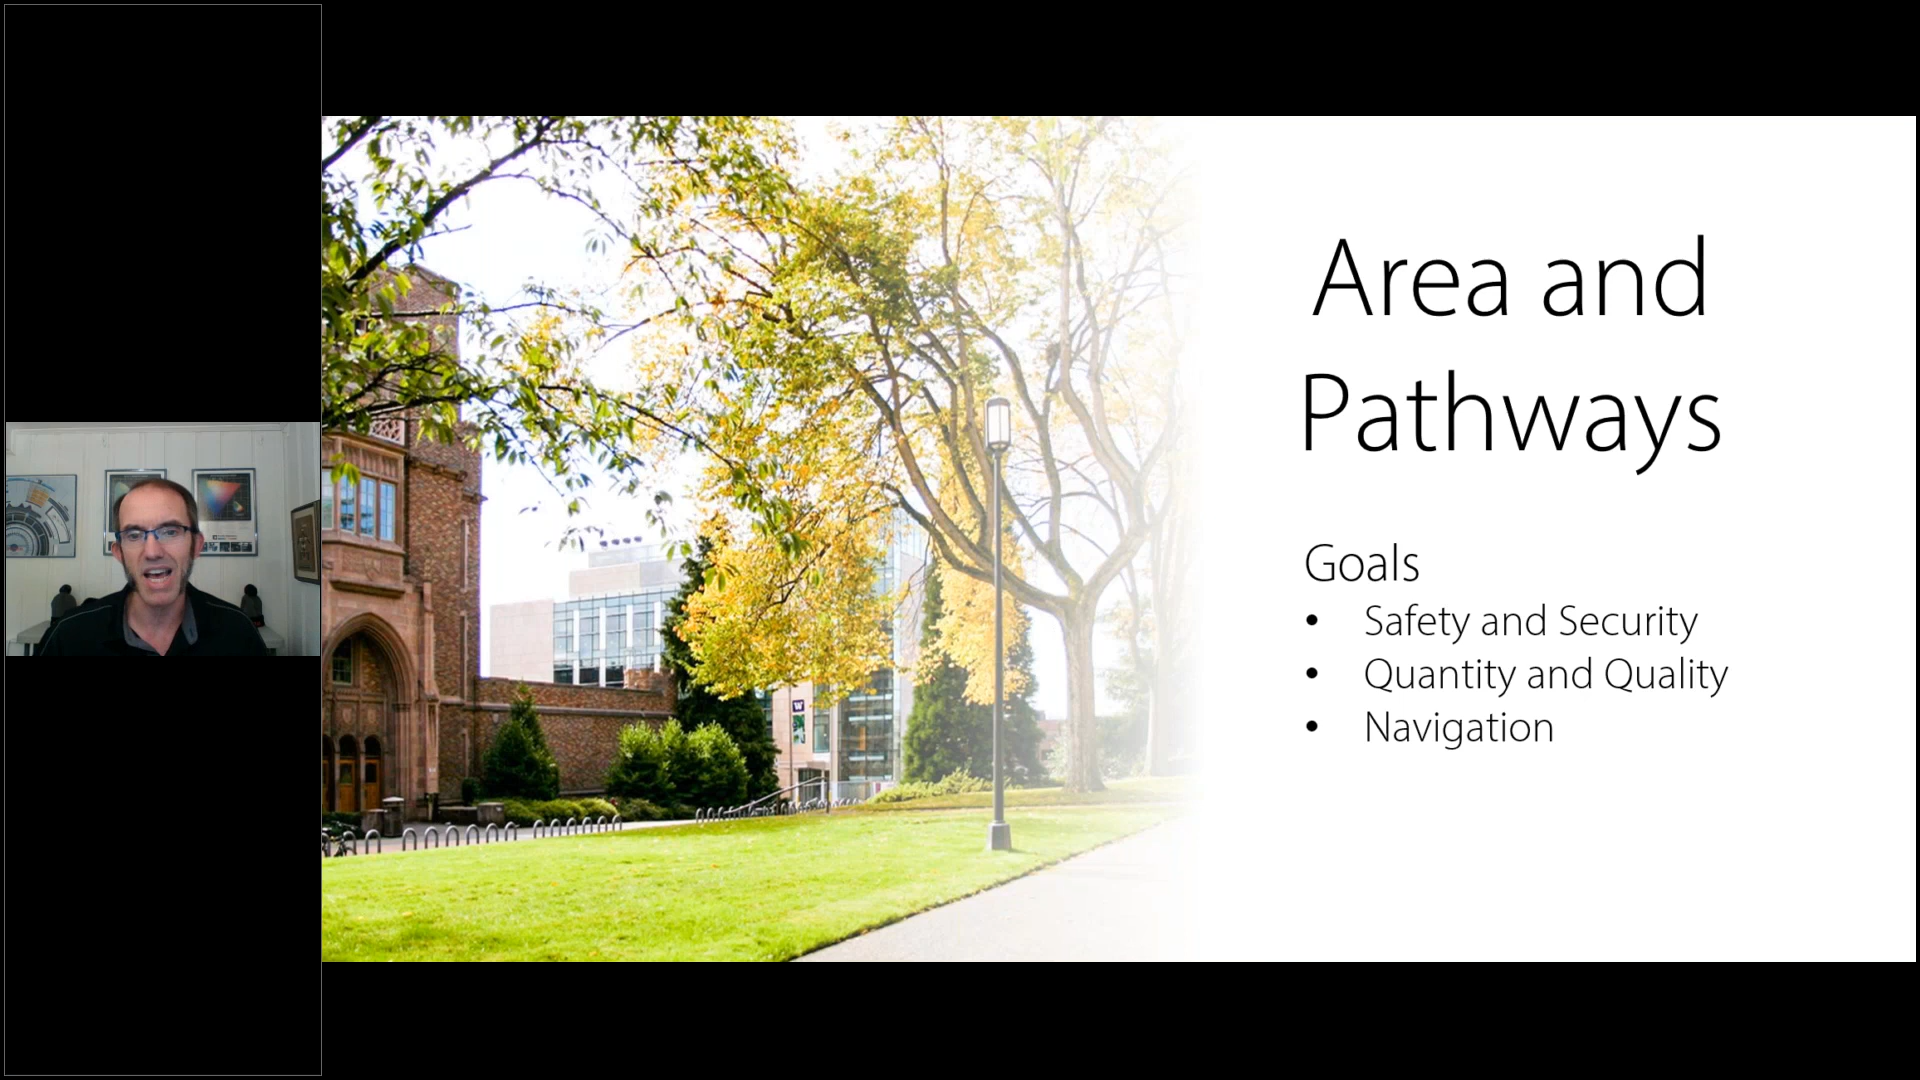 Area and
Pathways
Goals
• Safety and Security
• Quantity and Quality
• Navigation